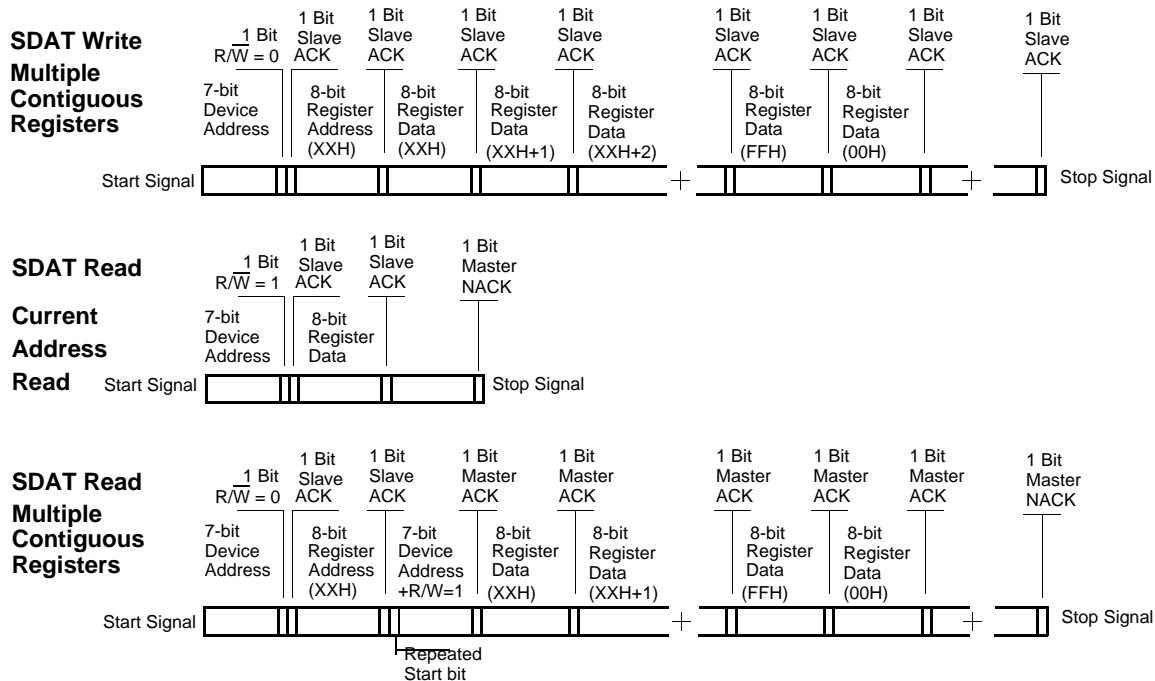 SDAT Write
Multiple
Contiguous
Registers
1 Bit
R/W = 0
1 Bit
Slave
ACK
1 Bit
Slave
ACK
1 Bit
Slave
ACK
1 Bit
Slave
ACK
1 Bit
Slave
ACK
1 Bit
Slave
ACK
1 Bit
Slave
ACK
1 Bit
Slave
ACK
7-bit
Device
Address
8-bit
Register
Address
(XXH)
8-bit
Register
Data
(XXH)
8-bit
Register
Data
(XXH+1)
8-bit
Register
Data
(XXH+2)
8-bit
Register
Data
(FFH)
8-bit
Register
Data
(00H)
Start Signal
+
+
Stop Signal
SDAT Read
Current
Address
Read
1 Bit
R/W = 1
1 Bit
Slave
ACK
1 Bit
Slave
ACK
1 Bit
Master
NACK
7-bit
Device
Address
8-bit
Register
Data
Start Signal
Stop Signal
SDAT Read
Multiple
Contiguous
Registers
1 Bit
R/W = 0
1 Bit
Slave
ACK
1 Bit
Slave
ACK
1 Bit
Master
ACK
1 Bit
Master
ACK
1 Bit
Master
ACK
1 Bit
Master
ACK
1 Bit
Master
ACK
1 Bit
Master
NACK
7-bit
Device
Address
8-bit
Register
Address
(XXH)
7-bit
Device
Address
+R/W=1
8-bit
Register
Data
(XXH)
8-bit
Register
Data
(XXH+1)
8-bit
Register
Data
(FFH)
8-bit
Register
Data
(00H)
Start Signal
+
+
Stop Signal
Repeated
Start bit